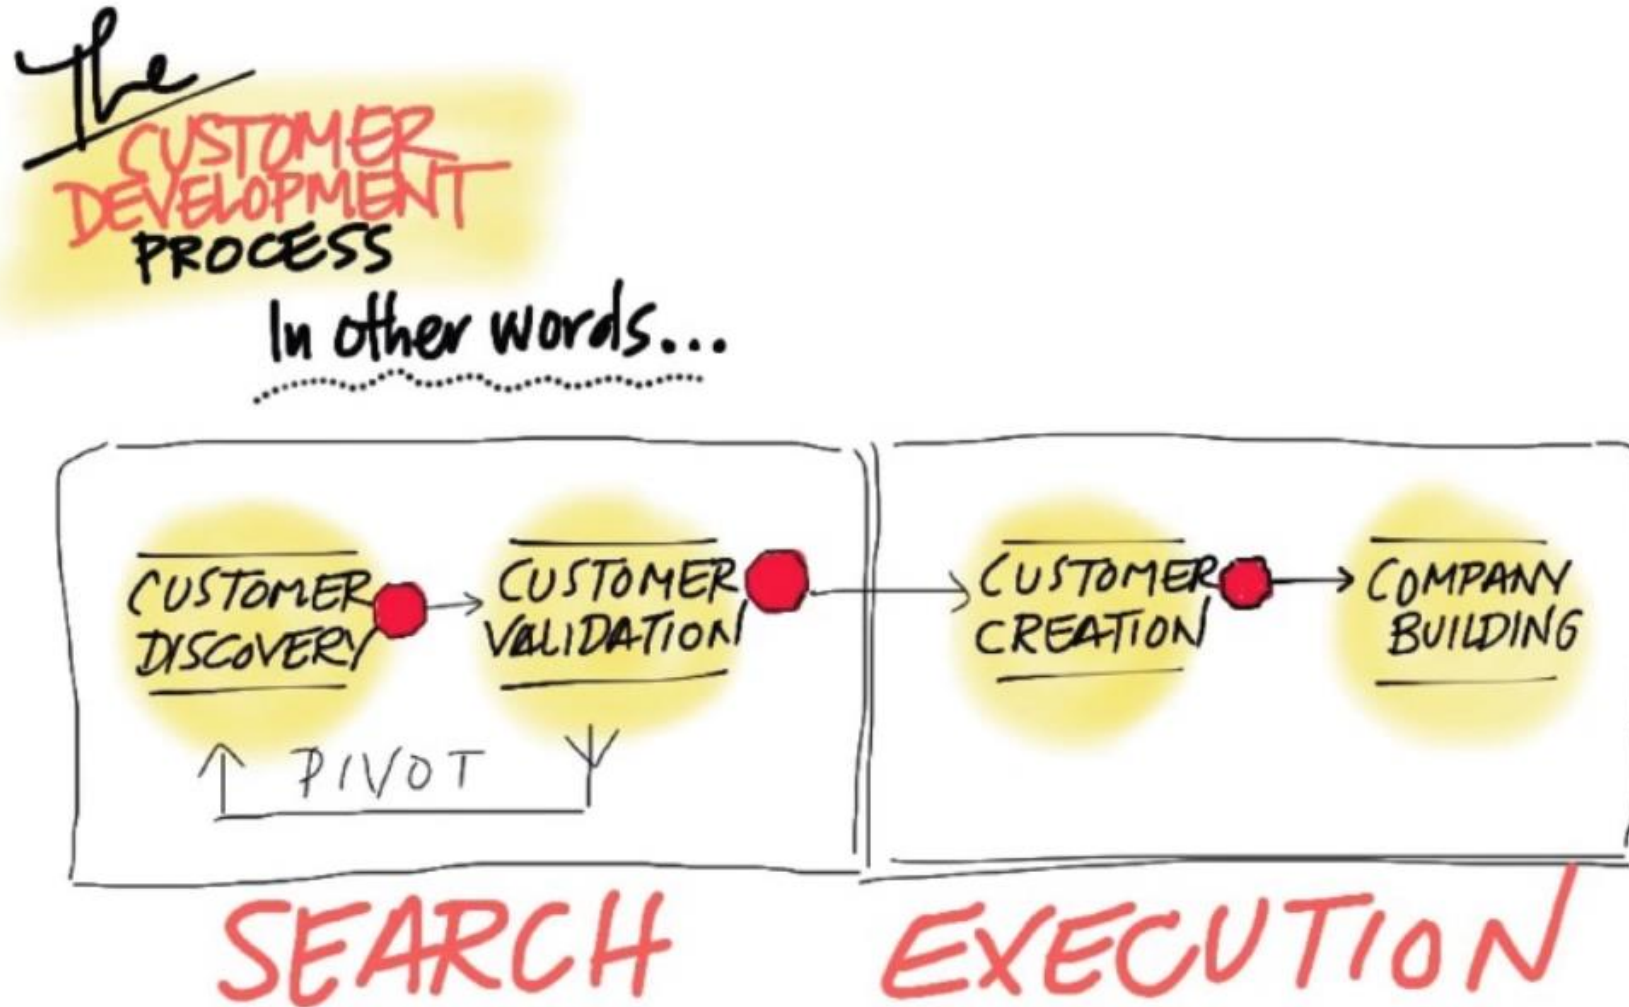 The
CUSTOMER
DEVELOPMENT
PROCESS
In other words...
CUSTOMER
DISCOVERY
CUSTOMER
VALIDATION
CUSTOMER
CREATION
COMPANY
BUILDING
PIVOT
SEARCH
EXECUTION